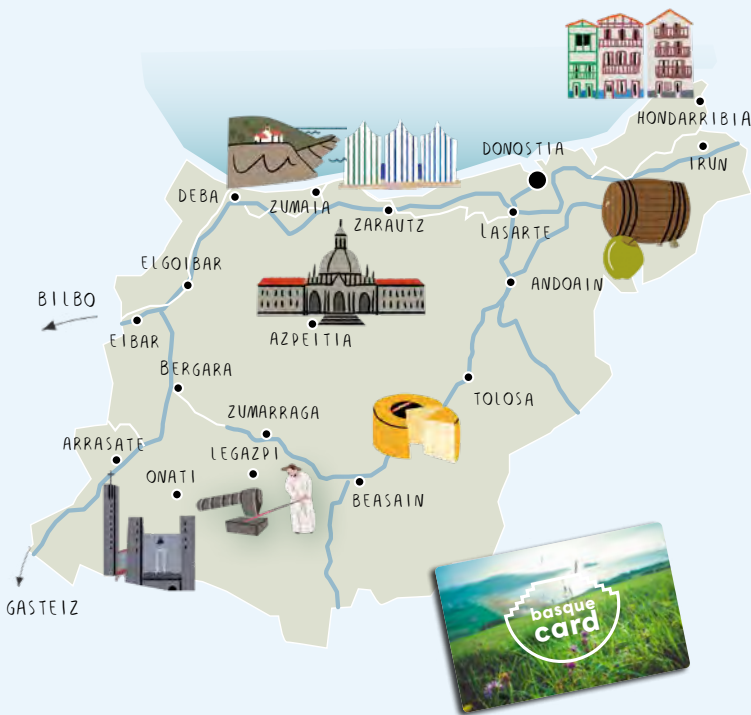 HONDARRIBIA
DONOSTIA
IRUN
DEBA
ZUMAIA
ZARAUTZ
LASARTE
ELGOIBAR
ANDOAIN
BILBO
EIBAR
AZPEITIA
BERGARA
TOLOSA
ZUMARRAGA
ARRASATE
LEGAZPI
ONATI
BEASAIN
GASTEIZ
basque
card